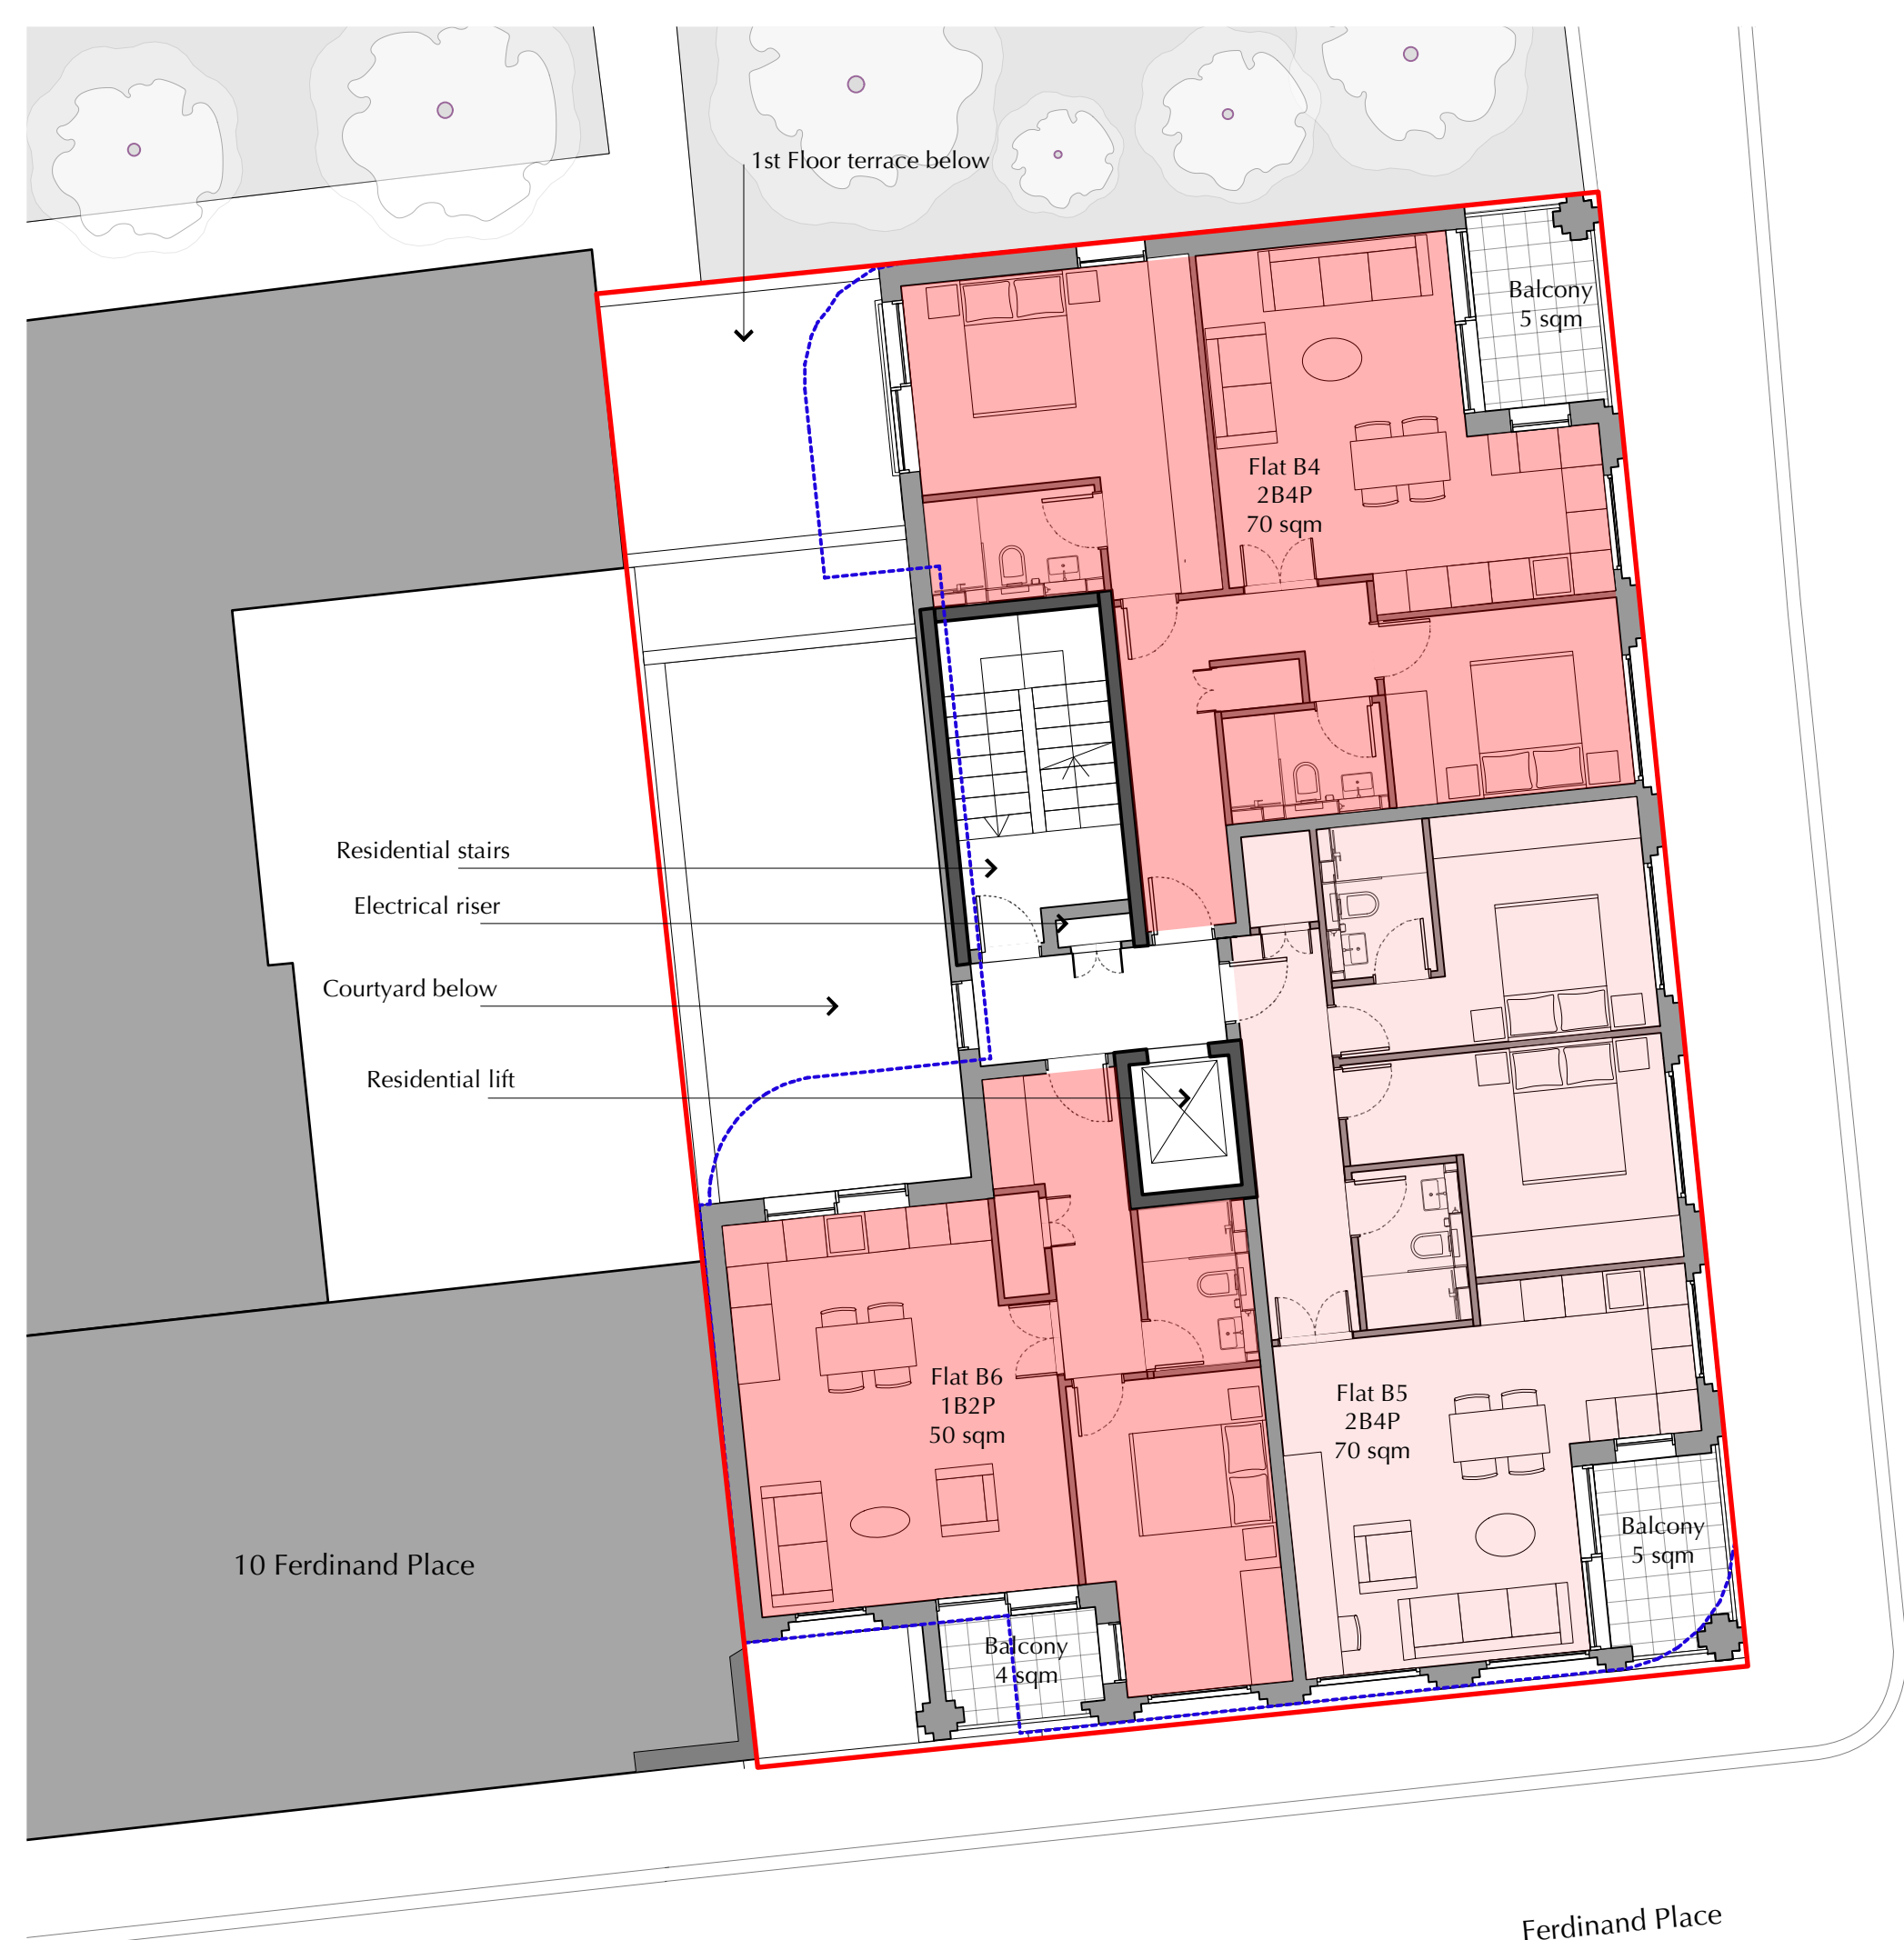 1st Floor terrace below
Balcony
5 sqm
Flat B4
2B4P
70 sqm
Residential stairs
Electrical riser
Courtyard below
Residential lift
Flat B6
1B2P
50 sqm
Flat B5
2B4P
70 sqm
Balcony
5 sqm
10 Ferdinand Place
Balcony
4 sqm
Ferdinand Place